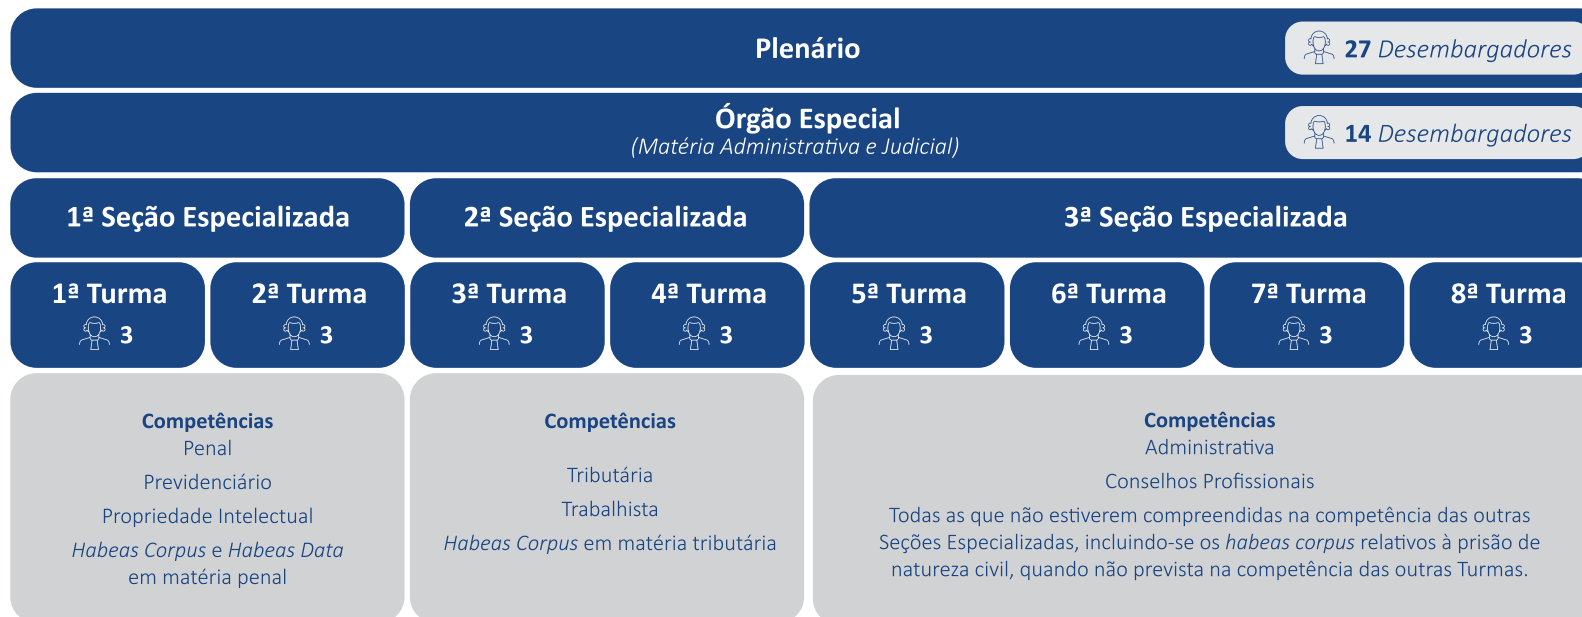 Plenário
27 Desembargadores
Órgão Especial
(Matéria Administrativa e Judicial)
14 Desembargadores
1ª Seção Especializada
2ª Seção Especializada
3ª Seção Especializada
1ª Turma
3
2ª Turma
3
3ª Turma
3
4ª Turma
3
5ª Turma
3
6ª Turma
3
7ª Turma
3
8ª Turma
3
Competências
Penal
Previdenciário
Propriedade Intelectual
Habeas Corpus e Habeas Data
em matéria penal
Competências
Tributária
Trabalhista
Habeas Corpus em matéria tributária
Competências
Administrativa
Conselhos Profissionais
Todas as que não estiverem compreendidas na competência das outras
Seções Especializadas, incluindo-se os habeas corpus relativos à prisão de
natureza civil, quando não prevista na competência das outras Turmas.